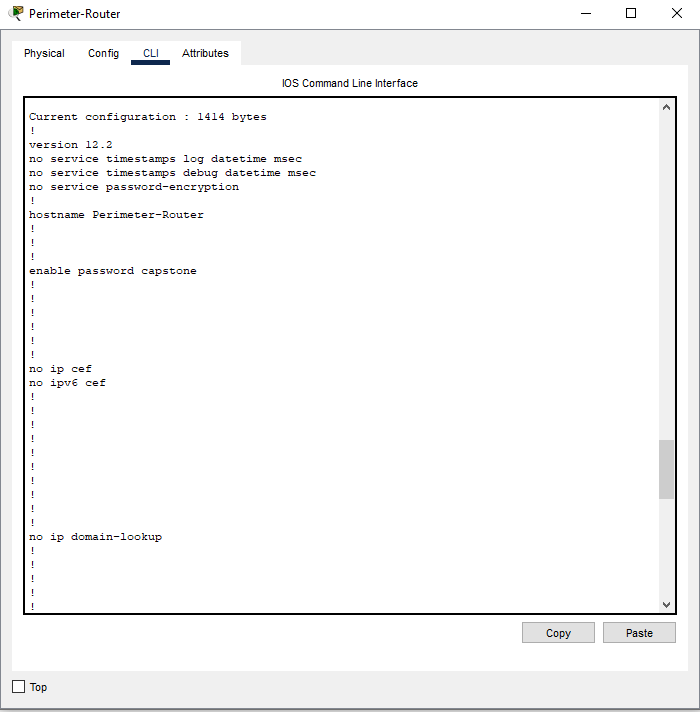 Perimeter-Router
Physical Config CLI Attributes
IOS Command Line Interface
Current configuration : 1414 bytes
!
version 12.2
no service timestamps log datetime msec
no service timestamps debug datetime msec
no service password-encryption
!
hostname Perimeter-Router
!
!
!
enable password capstone
!
!
!
!
!
!
no ip cef
no ipv6 cef
!
!
!
!
!
!
!
!
!
!
no ip domain-lookup
!
!
!
!
!
Copy Paste
Top